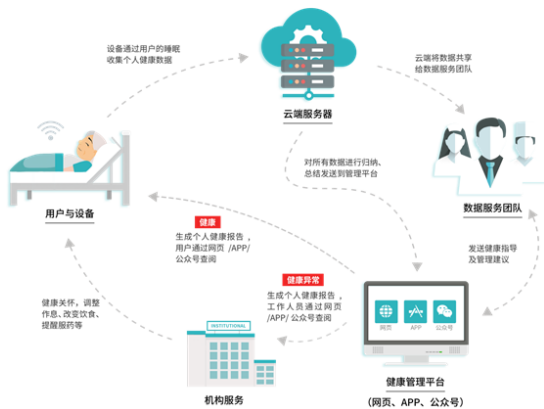 设备通过用户的睡眠
收集个人健康数据
云端服务器
云端将数据共享
给数据服务团队
对所有数据进行归纳、
总结发送到管理平台
用户与设备
数据服务团队
健康
生成个人健康报告，
用户通过网页 /APP/
公众号查阅
发送健康指导
及管理建议
健康异常
生成个人健康报告，
工作人员通过网页
/APP/ 公众号查阅
健康关怀，调整
作息、改变饮食、
提醒服药等
INSTITUTIONAL
网页
APP
公众号
机构服务
健康管理平台
（网页、APP、公众号）